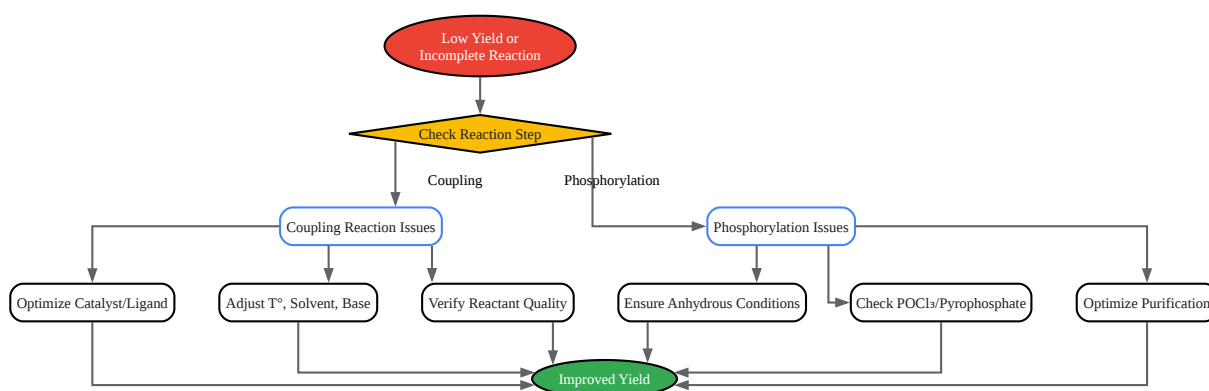 Low Yield or
Incomplete Reaction
Check Reaction Step
Coupling
Phosphorylation
Coupling Reaction Issues
Phosphorylation Issues
Optimize Catalyst/Ligand
Adjust T°, Solvent, Base
Verify Reactant Quality
Ensure Anhydrous Conditions
Check POCl₃/Pyrophosphate
Optimize Purification
Improved Yield